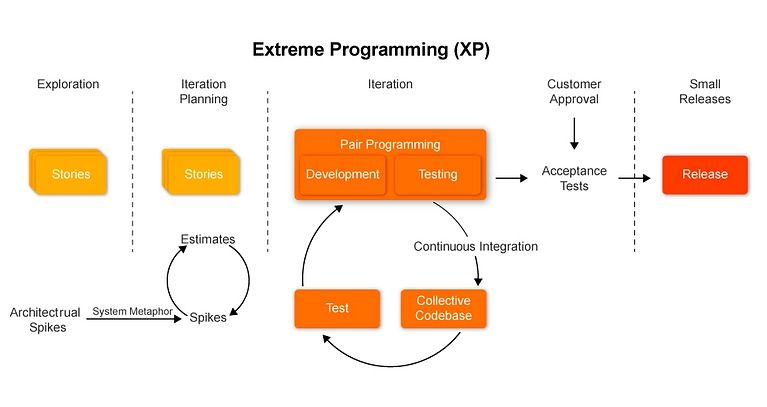 Extreme Programming (XP)
Exploration
Iteration
Planning
Iteration
Customer
Approval
Small
Releases
Stories
Stories
Pair Programming
Development
Testing
Acceptance
Tests
Release
Estimates
Continuous Integration
Architectrual
Spikes
System Metaphor
Spikes
Test
Collective
Codebase